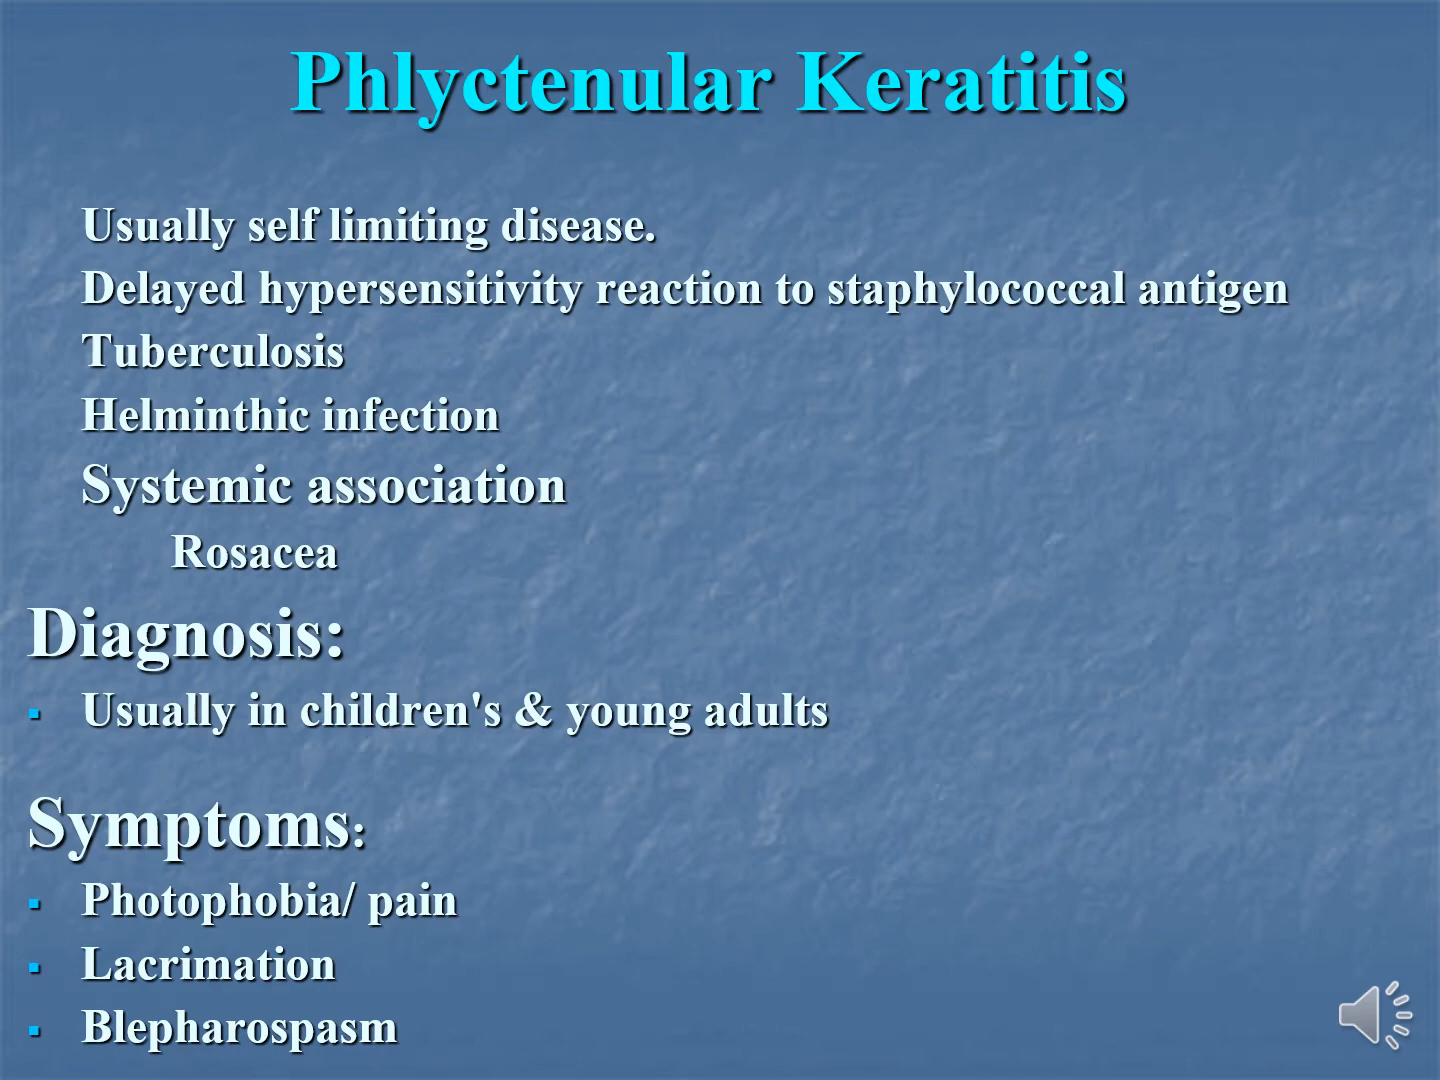 Phlyctenular Keratitis
Usually self limiting disease.
Delayed hypersensitivity reaction to staphylococcal antigen
Tuberculosis
Helminthic infection
Systemic association
Rosacea
Diagnosis:
▪ Usually in children's & young adults
Symptoms:
▪ Photophobia/ pain
▪ Lacrimation
▪ Blepharospasm